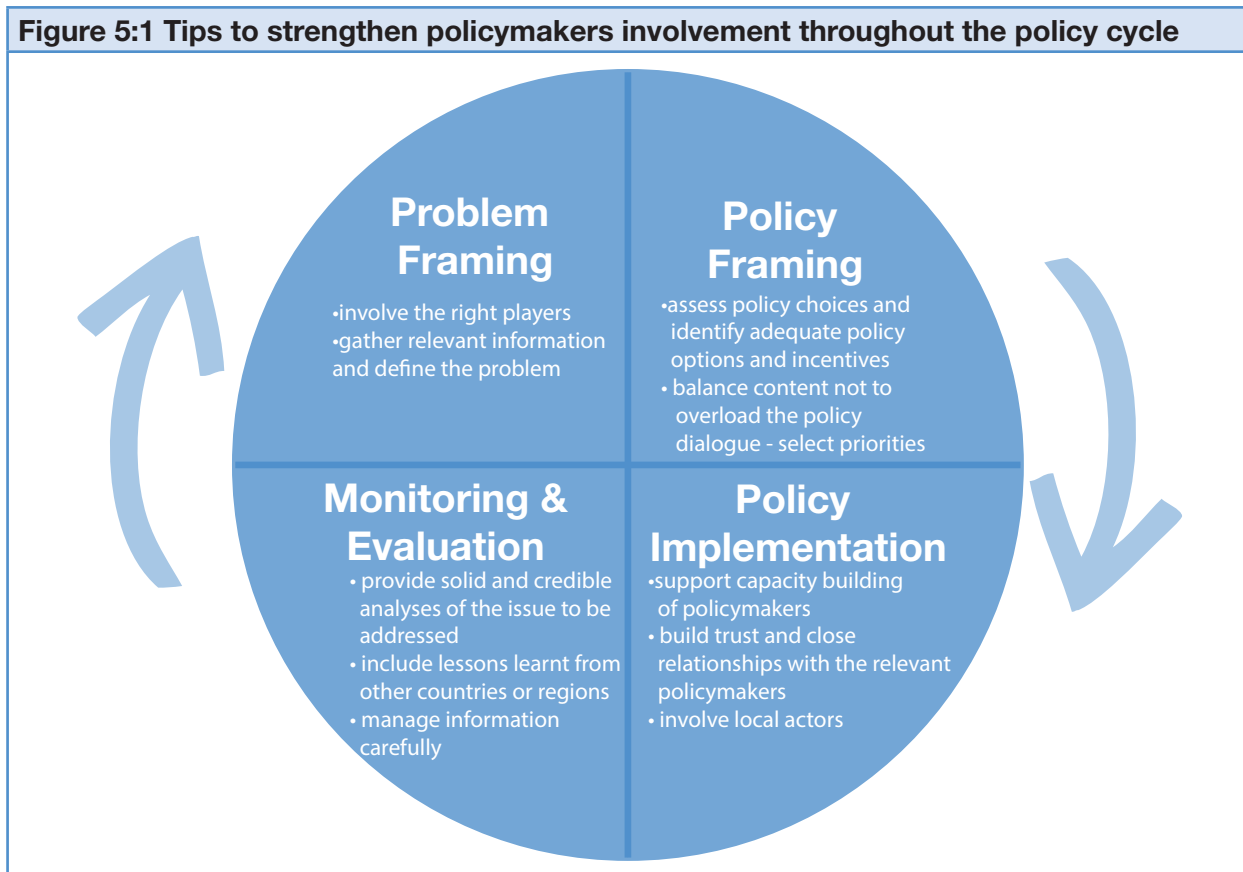 Figure 5:1 Tips to strengthen policymakers involvement throughout the policy cycle
Problem
Framing
•involve the right players
•gather relevant information
and define the problem
Policy
Framing
•assess policy choices and
identify adequate policy
options and incentives
• balance content not to
overload the policy
dialogue - select priorities
Monitoring &
Evaluation
• provide solid and credible
analyses of the issue to be
addressed
• include lessons learnt from
other countries or regions
• manage information
carefully
Policy
Implementation
•support capacity building
of policymakers
• build trust and close
relationships with the relevant
policymakers
• involve local actors